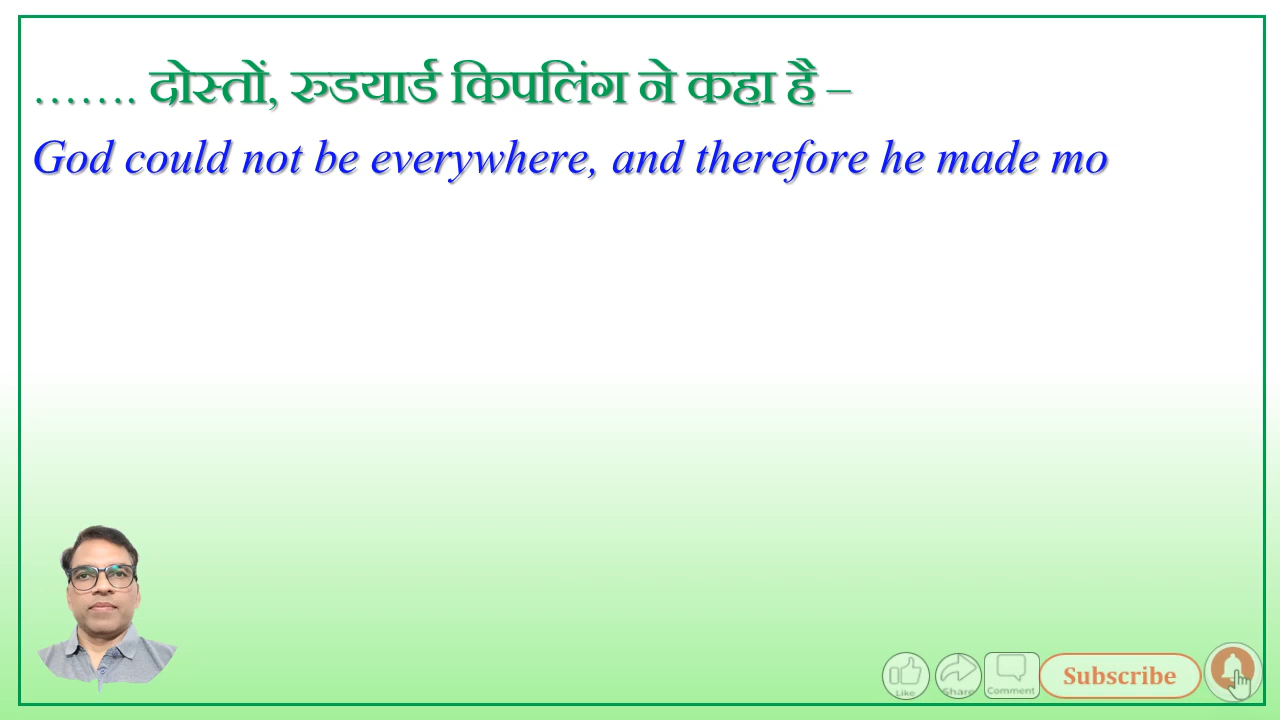 ……. दोस्तों, रुडयार्ड किपलिंग ने कहा है –
God could not be everywhere, and therefore he made mo
Like
Share
Comment
Subscribe